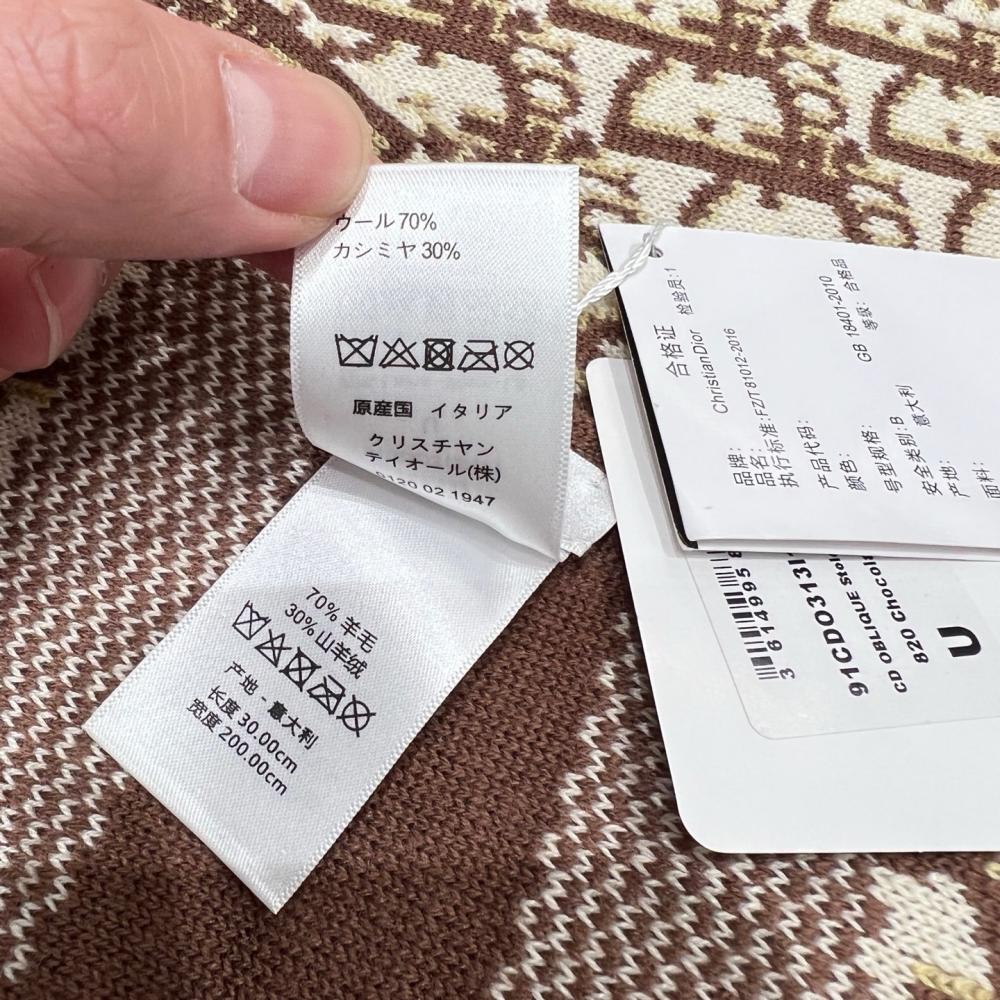 ウール 70%
カシミヤ 30%
原産国 イタリア
クリスチヤン
デイオール(株)
0120 02 1947
70% 羊毛
30% 山羊绒
产地 - 意大利
长度 30.00cm
宽度 200.00cm
合格证
检验员:1
品牌: ChristianDior
品名:
执行标准:FZ/T 81012-2016
产品代码:
颜色:
号型规格:
GB 18401-2010
安全类别:B
等级: 合格品
产地: 意大利
面料:
3 614995
91CDO313I
CD OBLIQUE Stol
820 Chocol
U